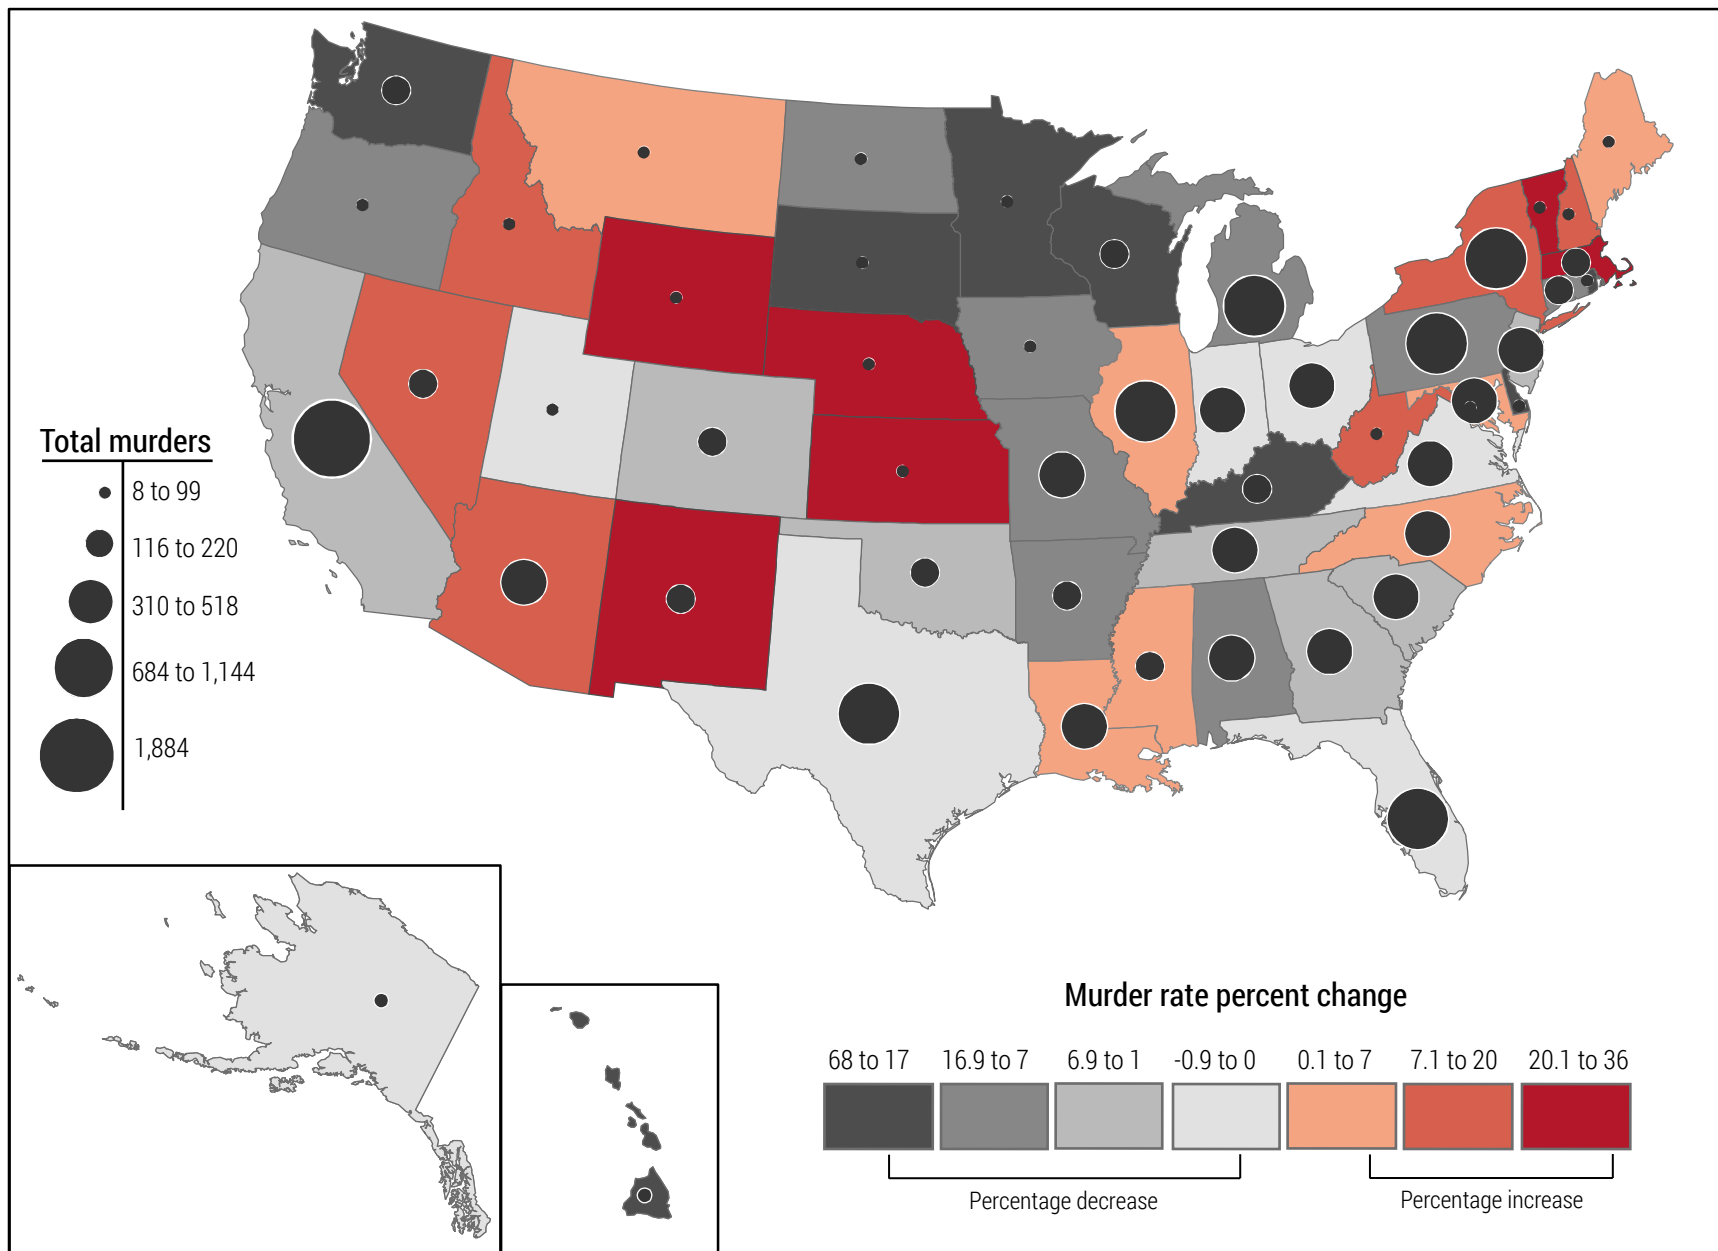 Total murders
8 to 99
116 to 220
310 to 518
684 to 1,144
1,884
Murder rate percent change
68 to 17 16.9 to 7 6.9 to 1 -0.9 to 0 0.1 to 7 7.1 to 20 20.1 to 36
Percentage decrease Percentage increase